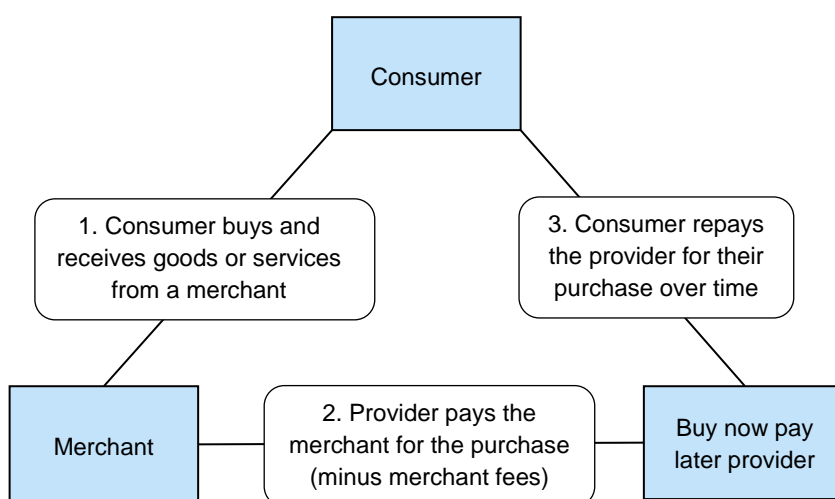 Consumer
1. Consumer buys and
receives goods or services
from a merchant
3. Consumer repays
the provider for their
purchase over time
Merchant
2. Provider pays the
merchant for the purchase
(minus merchant fees)
Buy now pay
later provider